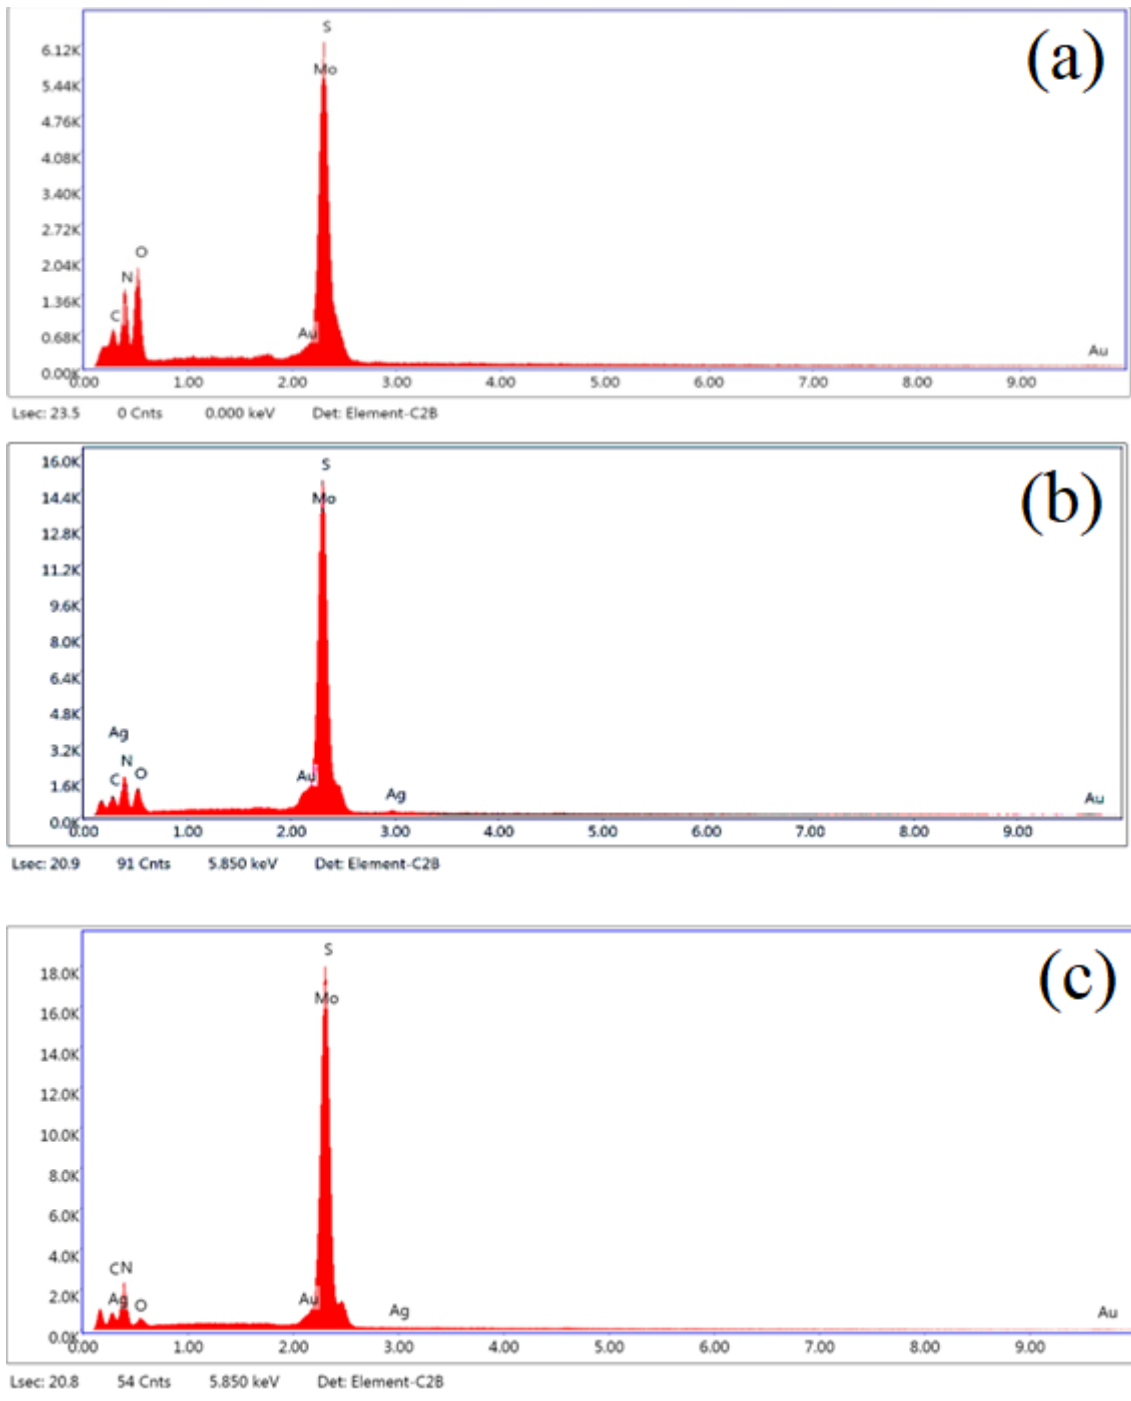 S
(a)
6.12K
Mo
5.44K
4.76K
4.08K
3.40K
2.72K
O
2.04K
N
1.36K
C
0.68K
Au
Au
0.00K
0.00 1.00 2.00 3.00 4.00 5.00 6.00 7.00 8.00 9.00
Lsec: 23.5 0 Cnts 0.000 keV Det: Element-C2B
16.0K
S
(b)
14.4K
Mo
12.8K
11.2K
9.6K
8.0K
6.4K
4.8K
Ag
3.2K
N
C
O
1.6K
Au
Ag
Au
0.0K
0.00 1.00 2.00 3.00 4.00 5.00 6.00 7.00 8.00 9.00
Lsec: 20.9 91 Cnts 5.850 keV Det: Element-C2B
S
(c)
18.0K
Mo
16.0K
14.0K
12.0K
10.0K
8.0K
6.0K
4.0K
C N
2.0K
Ag O
Au
Ag
Au
0.0K
0.00 1.00 2.00 3.00 4.00 5.00 6.00 7.00 8.00 9.00
Lsec: 20.8 54 Cnts 5.850 keV Det: Element-C2B